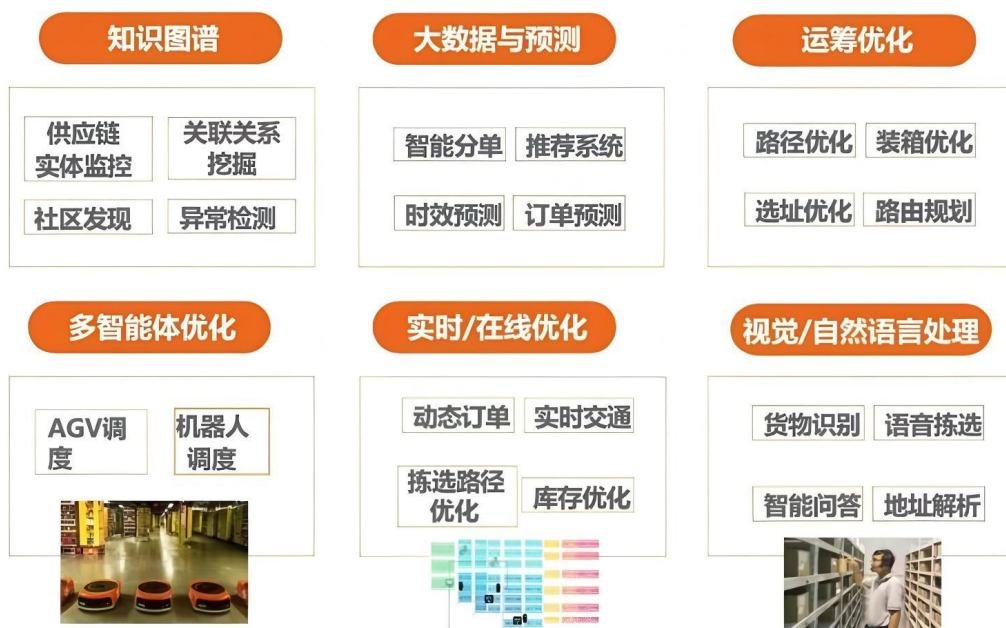 知识图谱
供应链
实体监控
关联关系
挖掘
社区发现
异常检测
大数据与预测
智能分单
推荐系统
时效预测
订单预测
运筹优化
路径优化
装箱优化
选址优化
路由规划
多智能体优化
AGV调
度
机器人
调度
实时/在线优化
动态订单
实时交通
拣选路径
优化
库存优化
视觉/自然语言处理
货物识别
语音拣选
智能问答
地址解析